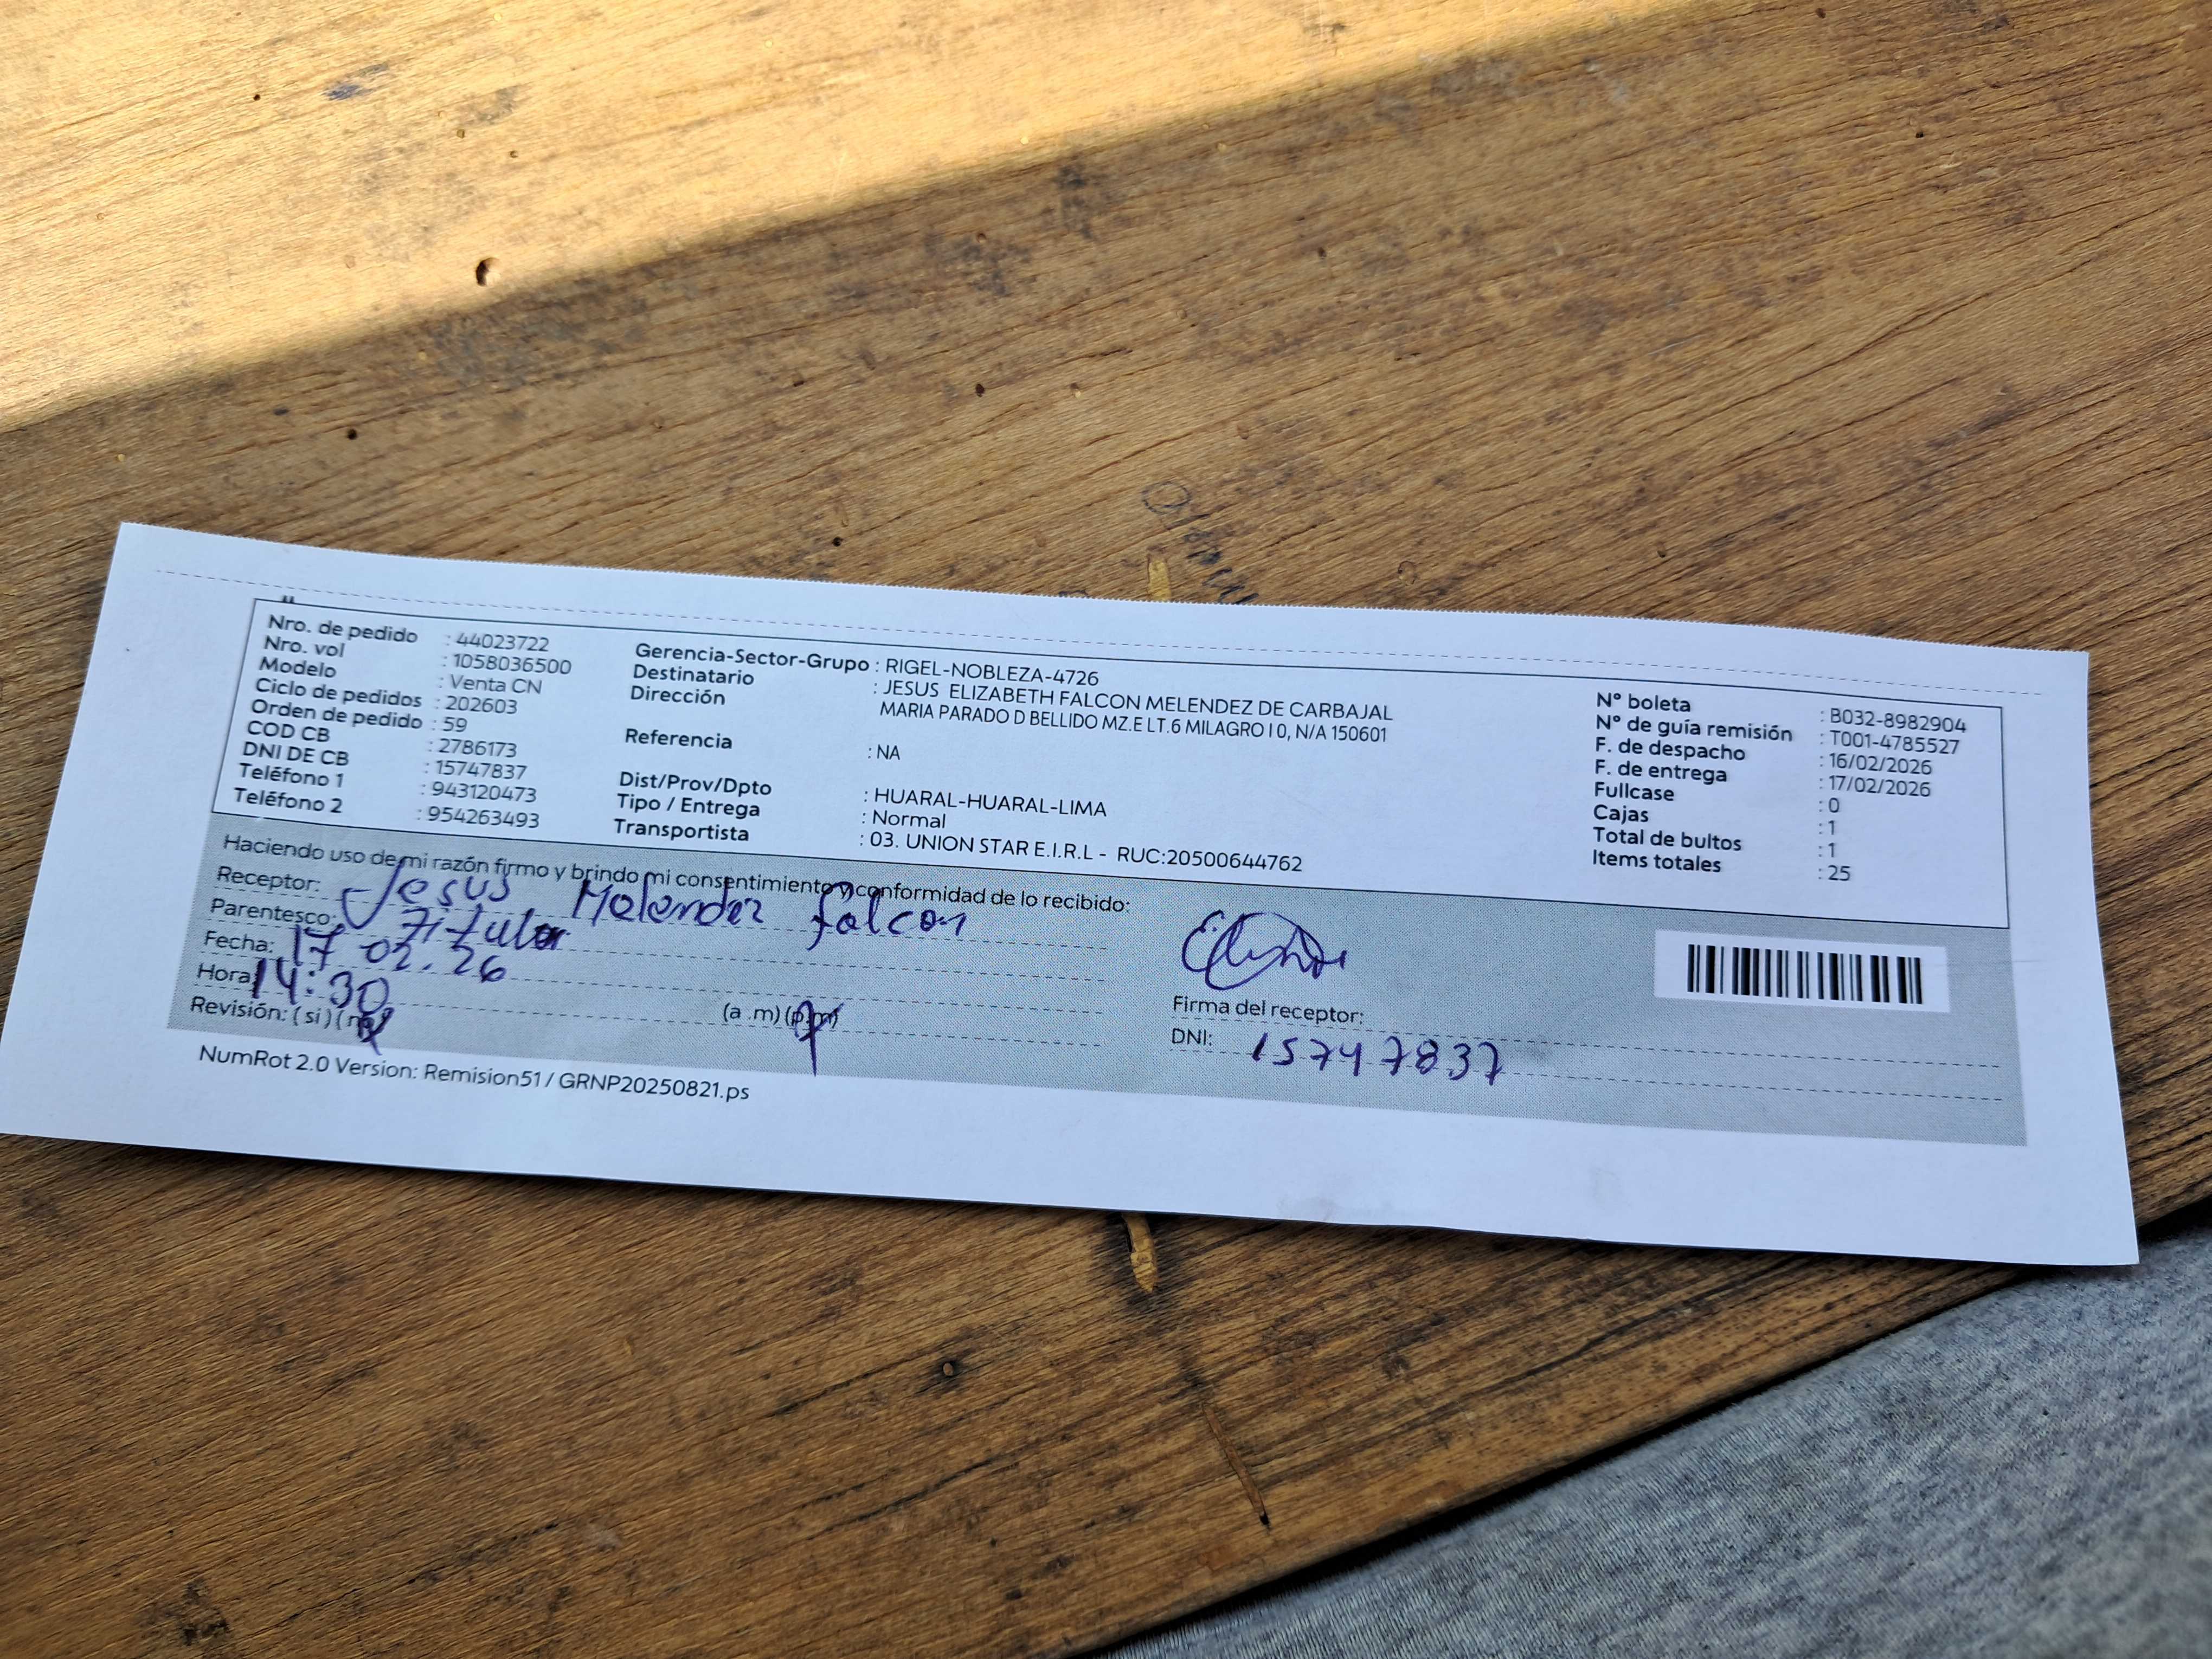 Nro. de pedido : 44023722
Nro. vol : 1058036500
Modelo : Venta CN
Ciclo de pedidos : 202603
Orden de pedido : 59
COD CB : 2786173
DNI DE CB : 15747837
Teléfono 1 : 943120473
Teléfono 2 : 954263493
Gerencia-Sector-Grupo : RIGEL-NOBLEZA-4726
Destinatario : JESUS ELIZABETH FALCON MELENDEZ DE CARBAJAL
Dirección MARIA PARADO D BELLIDO MZ.E LT.6 MILAGRO I 0, N/A 150601
Referencia : NA
Dist/Prov/Dpto : HUARAL-HUARAL-LIMA
Tipo / Entrega : Normal
Transportista : 03. UNION STAR E.I.R.L - RUC:20500644762
N° boleta : B032-8982904
N° de guía remisión : T001-4785527
F. de despacho : 16/02/2026
F. de entrega : 17/02/2026
Fullcase : 0
Cajas : 1
Total de bultos : 1
Items totales : 25
Haciendo uso de mi razón firmo y brindo mi consentimiento y conformidad de lo recibido:
Receptor: Jesus Melendez falcon
Parentesco: Titular
Fecha: 17 02.26
Hora: 14:30 (a .m) (p.m)
Revisión: ( si ) ( no )
Firma del receptor:
DNI: 15747837
NumRot 2.0 Version: Remision51 / GRNP20250821.ps